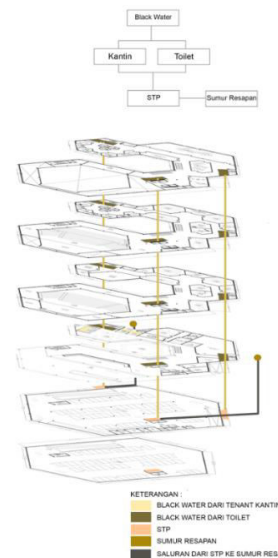 Black Water
Kantin
Toilet
STP
Sumur Resapan
KETERANGAN :
BLACK WATER DARI TENANT KANTIN
BLACK WATER DARI TOILET
STP
SUMUR RESAPAN
SALURAN DARI STP KE SUMUR RES